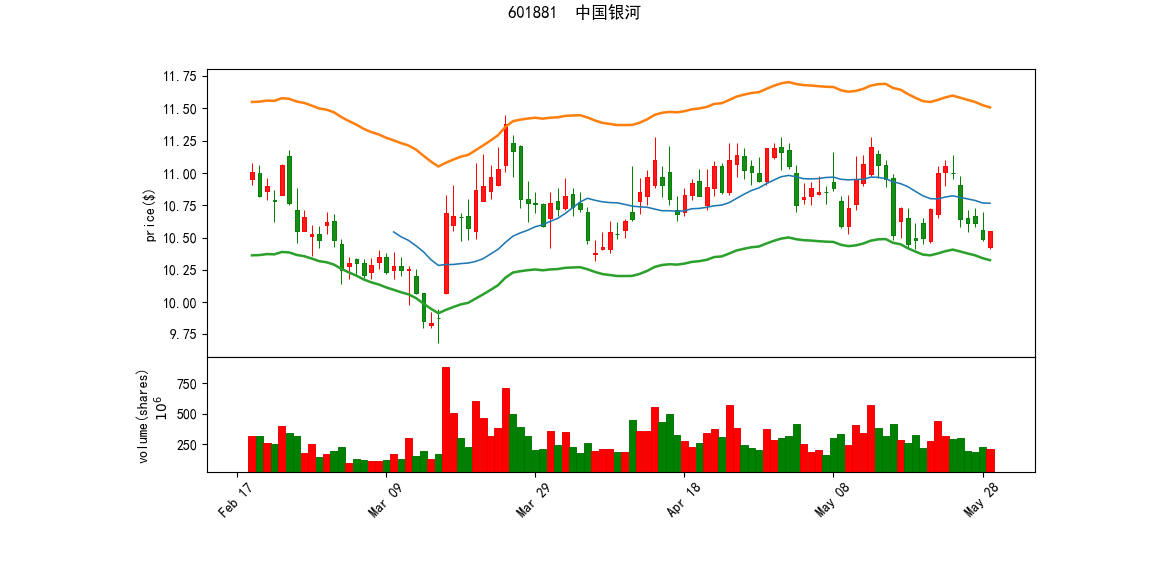 601881 中国银河
price($)
11.75
11.50
11.25
11.00
10.75
10.50
10.25
10.00
9.75
volume(shares)
10^6
750
500
250
Feb 17
Mar 09
Mar 29
Apr 18
May 08
May 28